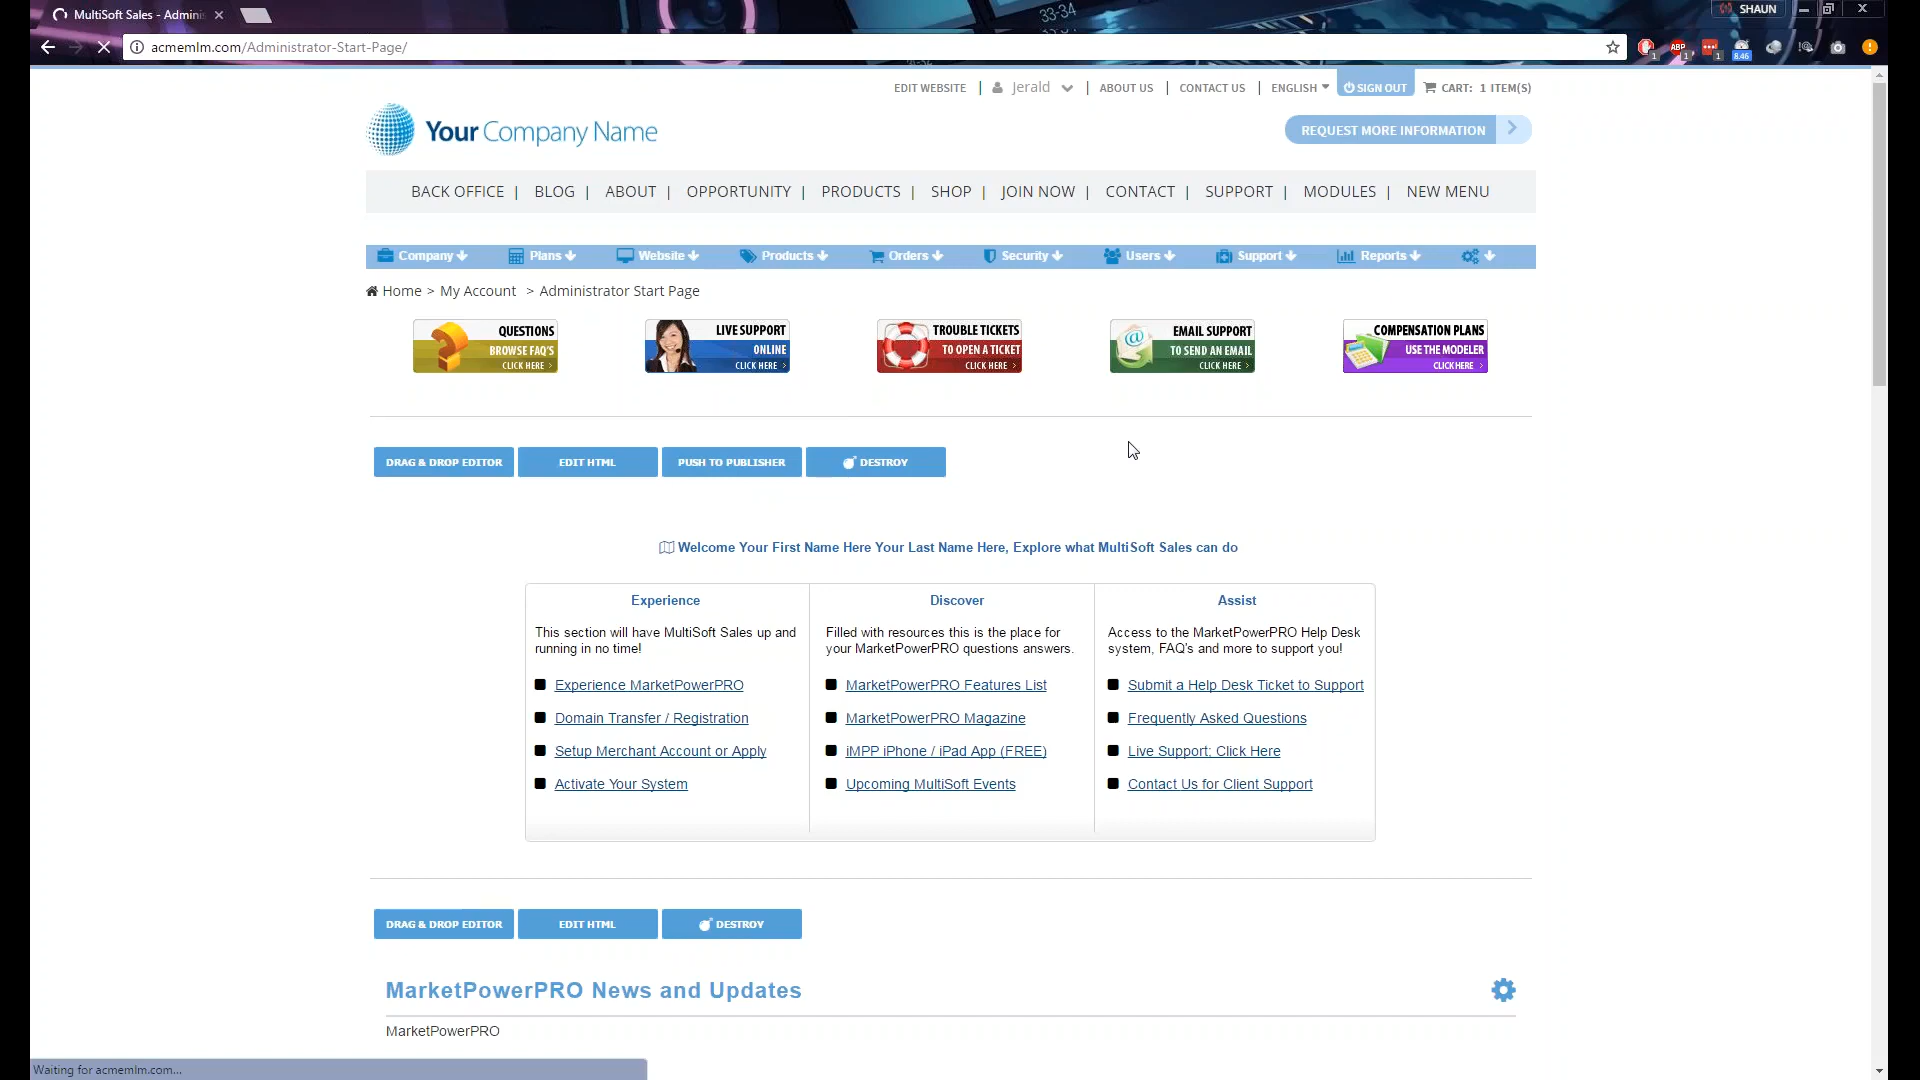 MultiSoft Sales - Admini
SHAUN
acmemlm.com/Administrator-Start-Page/
33-34
1 1 1 8.46
EDIT WEBSITE | Jerald | ABOUT US | CONTACT US | ENGLISH SIGN OUT CART: 1 ITEM(S)
Your Company Name
REQUEST MORE INFORMATION
BACK OFFICE | BLOG | ABOUT | OPPORTUNITY | PRODUCTS | SHOP | JOIN NOW | CONTACT | SUPPORT | MODULES | NEW MENU
Company Plans Website Products Orders Security Users Support Reports
Home > My Account > Administrator Start Page
QUESTIONS
BROWSE FAQ'S
CLICK HERE >
LIVE SUPPORT
ONLINE
CLICK HERE >
TROUBLE TICKETS
TO OPEN A TICKET
CLICK HERE >
EMAIL SUPPORT
TO SEND AN EMAIL
CLICK HERE >
COMPENSATION PLANS
USE THE MODELER
CLICK HERE >
DRAG & DROP EDITOR EDIT HTML PUSH TO PUBLISHER DESTROY
Welcome Your First Name Here Your Last Name Here, Explore what MultiSoft Sales can do
Experience
This section will have MultiSoft Sales up and
running in no time!
Experience MarketPowerPRO
Domain Transfer / Registration
Setup Merchant Account or Apply
Activate Your System
Discover
Filled with resources this is the place for
your MarketPowerPRO questions answers.
MarketPowerPRO Features List
MarketPowerPRO Magazine
iMPP iPhone / iPad App (FREE)
Upcoming MultiSoft Events
Assist
Access to the MarketPowerPRO Help Desk
system, FAQ's and more to support you!
Submit a Help Desk Ticket to Support
Frequently Asked Questions
Live Support; Click Here
Contact Us for Client Support
DRAG & DROP EDITOR EDIT HTML DESTROY
MarketPowerPRO News and Updates
MarketPowerPRO
Waiting for acmemlm.com...